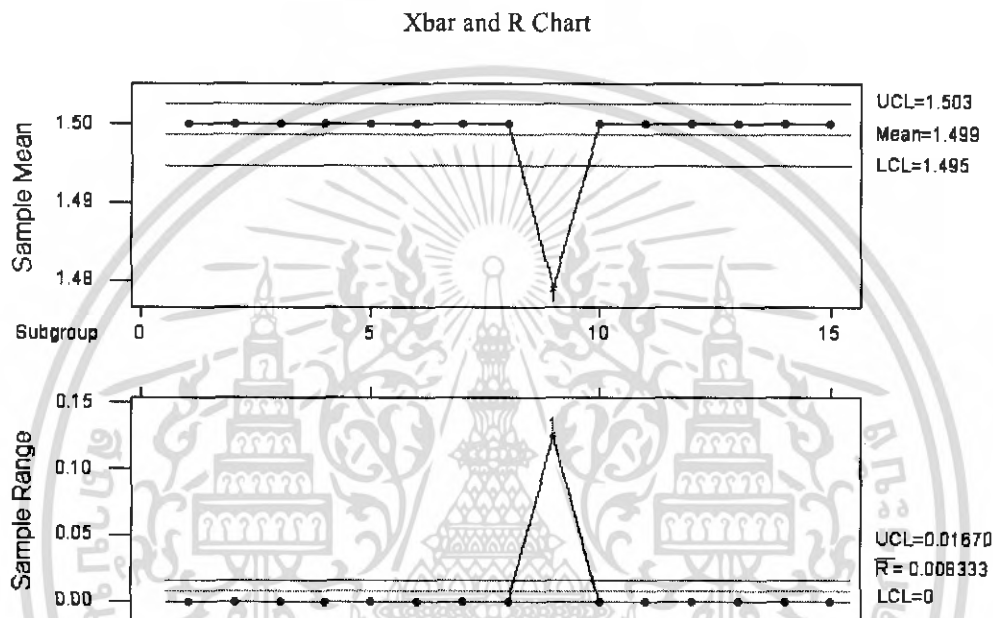 Xbar and R Chart
UCL=1.503
1.50
Mean=1.499
LCL=1.495
Sample Mean
1.49
1.48
1
Subgroup 0 5 10 15
0.15
1
Sample Range
0.10
0.05
UCL=0.01670
R̅=0.008333
0.00
LCL=0